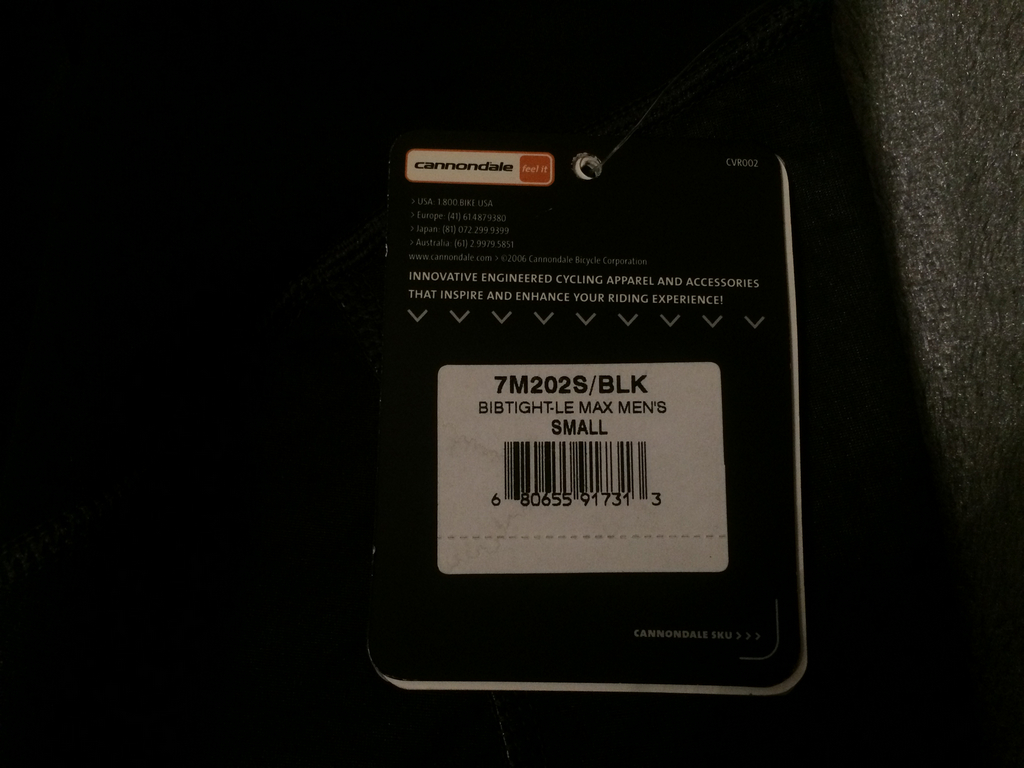 cannondale feel it
CVR002
> USA: 1.800.BIKE.USA
> Europe: (41) 61.4879380
> Japan: (81) 072.299.9399
> Australia: (61) 2.9979.5851
www.cannondale.com > ©2006 Cannondale Bicycle Corporation
INNOVATIVE ENGINEERED CYCLING APPAREL AND ACCESSORIES
THAT INSPIRE AND ENHANCE YOUR RIDING EXPERIENCE!
7M202S/BLK
BIBTIGHT-LE MAX MEN'S
SMALL
6 80655 91731 3
CANNONDALE SKU >>>